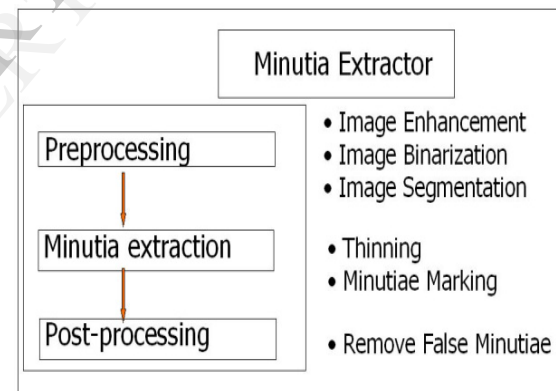 Minutia Extractor
Preprocessing
• Image Enhancement
• Image Binarization
• Image Segmentation
Minutia extraction
• Thinning
• Minutiae Marking
Post-processing
• Remove False Minutiae